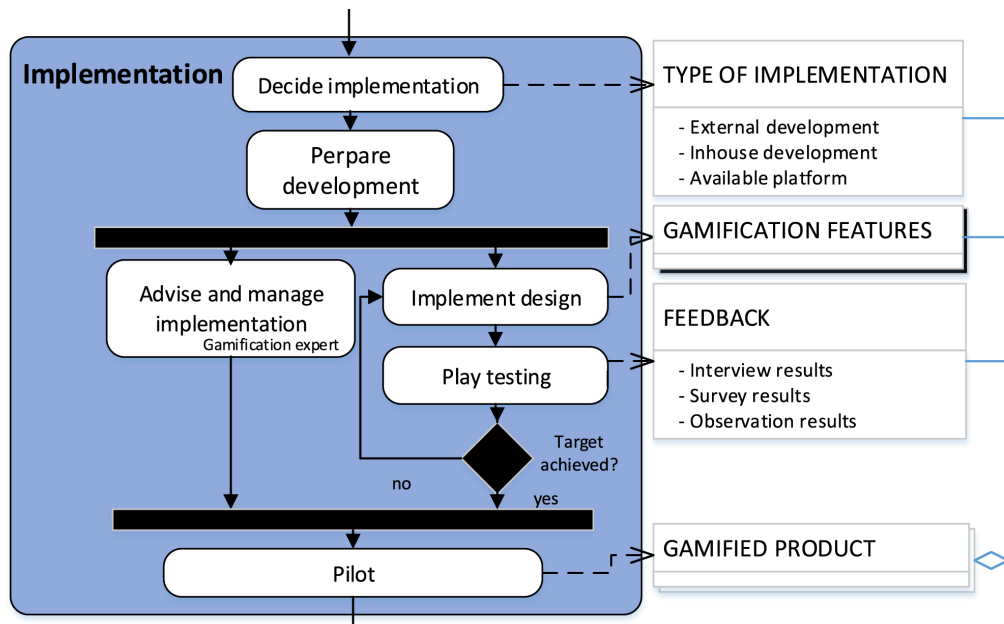 Implementation
Decide implementation
Perpare
development
Advise and manage
implementation
Gamification expert
Implement design
Play testing
Target
achieved?
no
yes
Pilot
TYPE OF IMPLEMENTATION
- External development
- Inhouse development
- Available platform
GAMIFICATION FEATURES
FEEDBACK
- Interview results
- Survey results
- Observation results
GAMIFIED PRODUCT